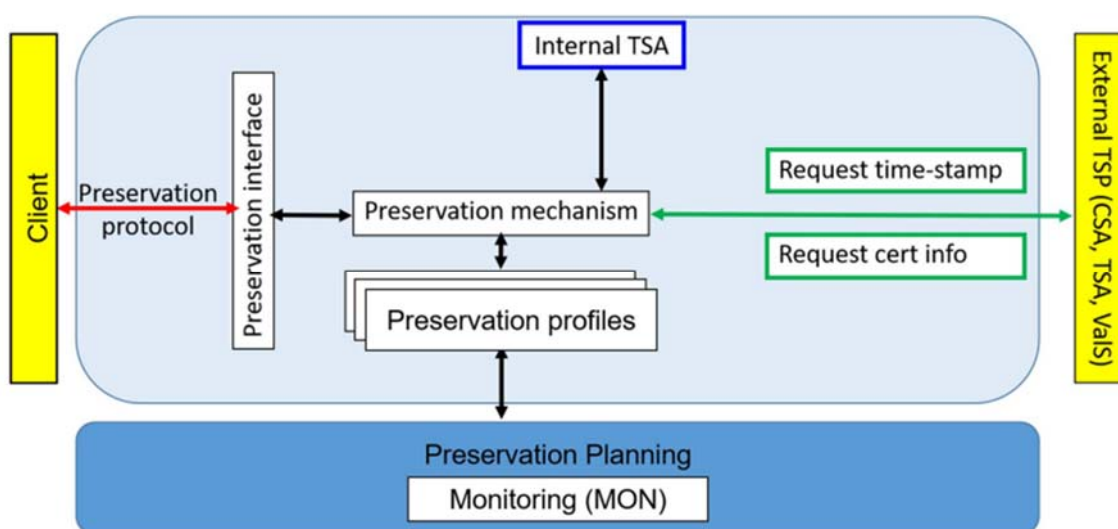 Client
Preservation
protocol
Preservation interface
Internal TSA
Preservation mechanism
Preservation profiles
Request time-stamp
Request cert info
External TSP (CSA, TSA, ValS)
Preservation Planning
Monitoring (MON)